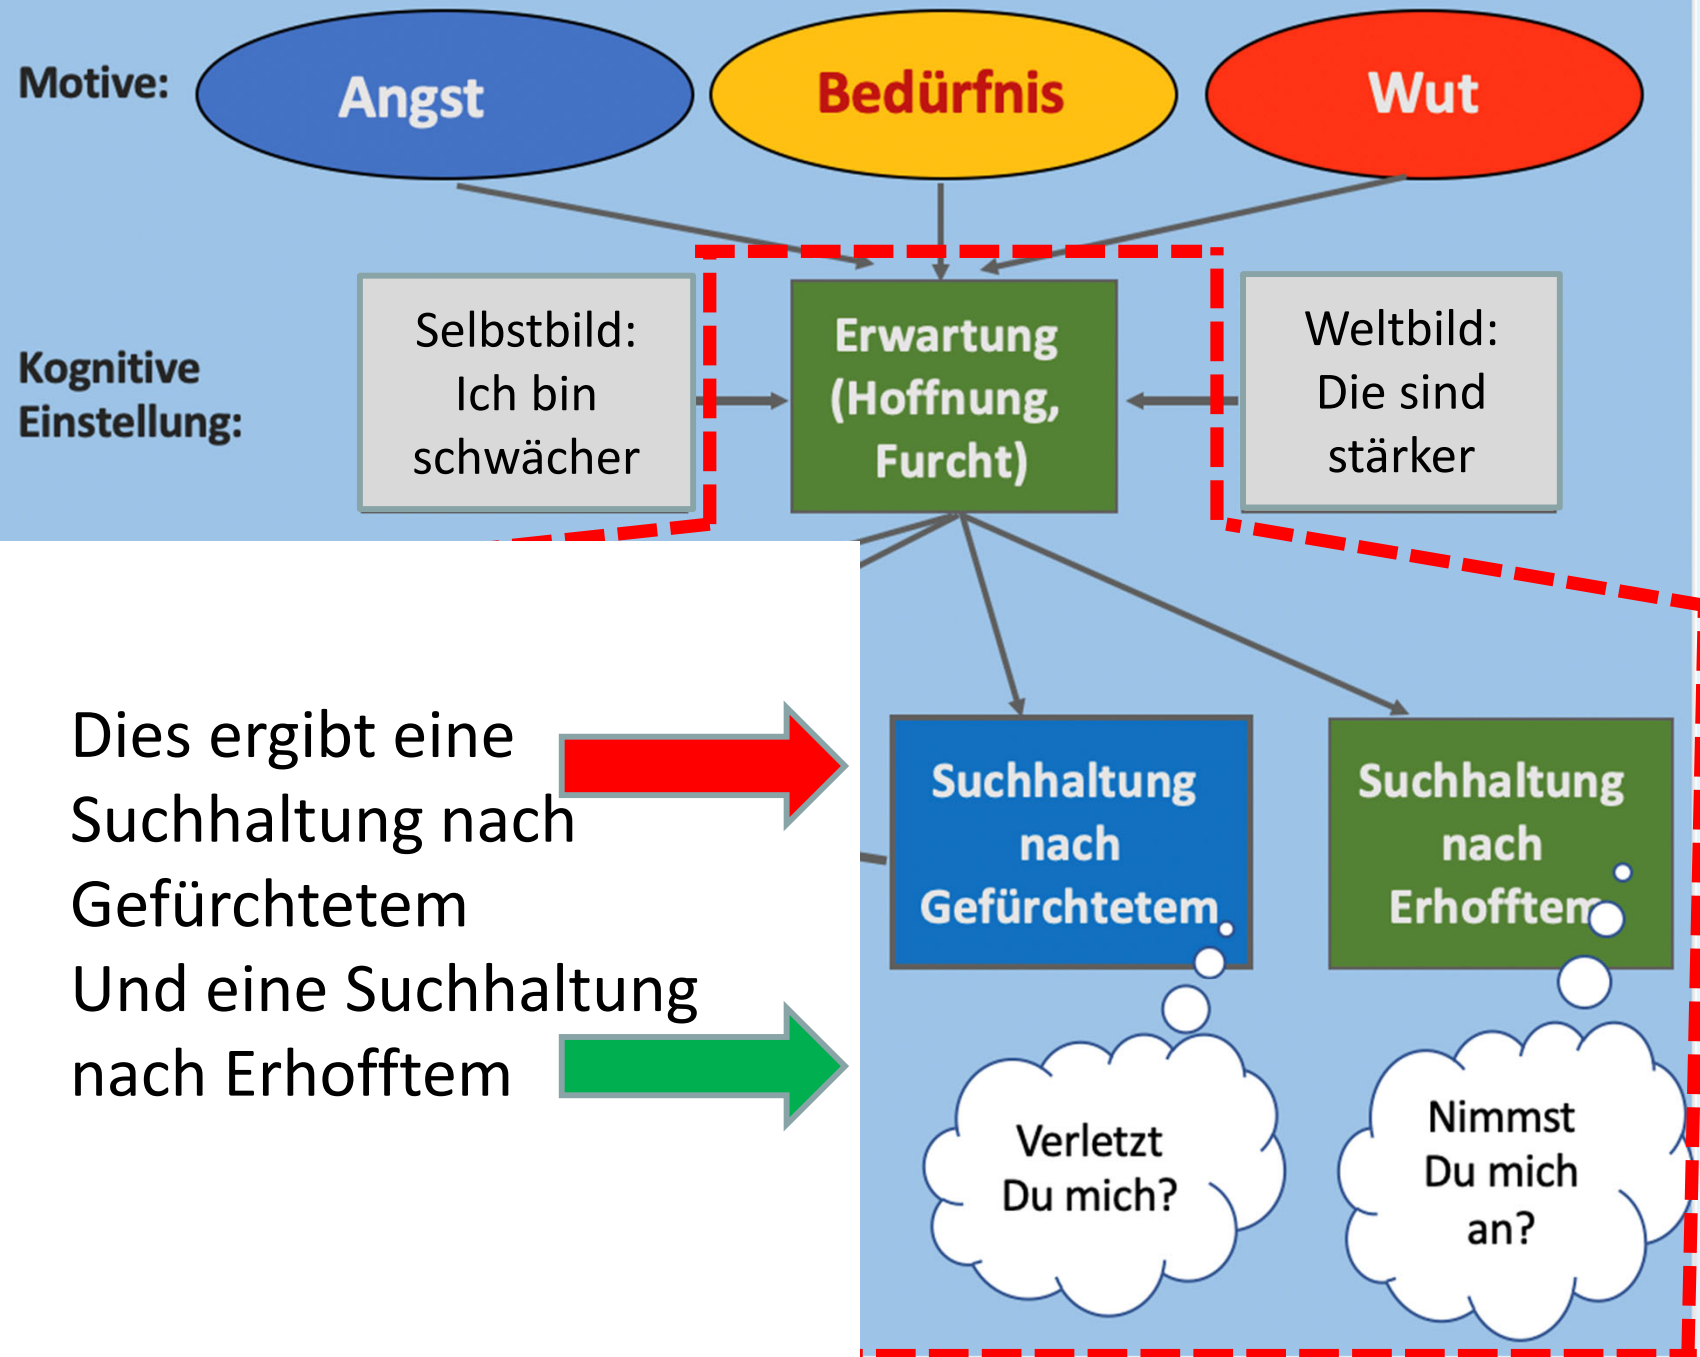 Motive:
Angst
Bedürfnis
Wut
Kognitive
Einstellung:
Selbstbild:
Ich bin
schwächer
Erwartung
(Hoffnung,
Furcht)
Weltbild:
Die sind
stärker
Dies ergibt eine
Suchhaltung nach
Gefürchtetem
Und eine Suchhaltung
nach Erhofftem
Suchhaltung
nach
Gefürchtetem
Suchhaltung
nach
Erhofftem
Verletzt
Du mich?
Nimmst
Du mich
an?